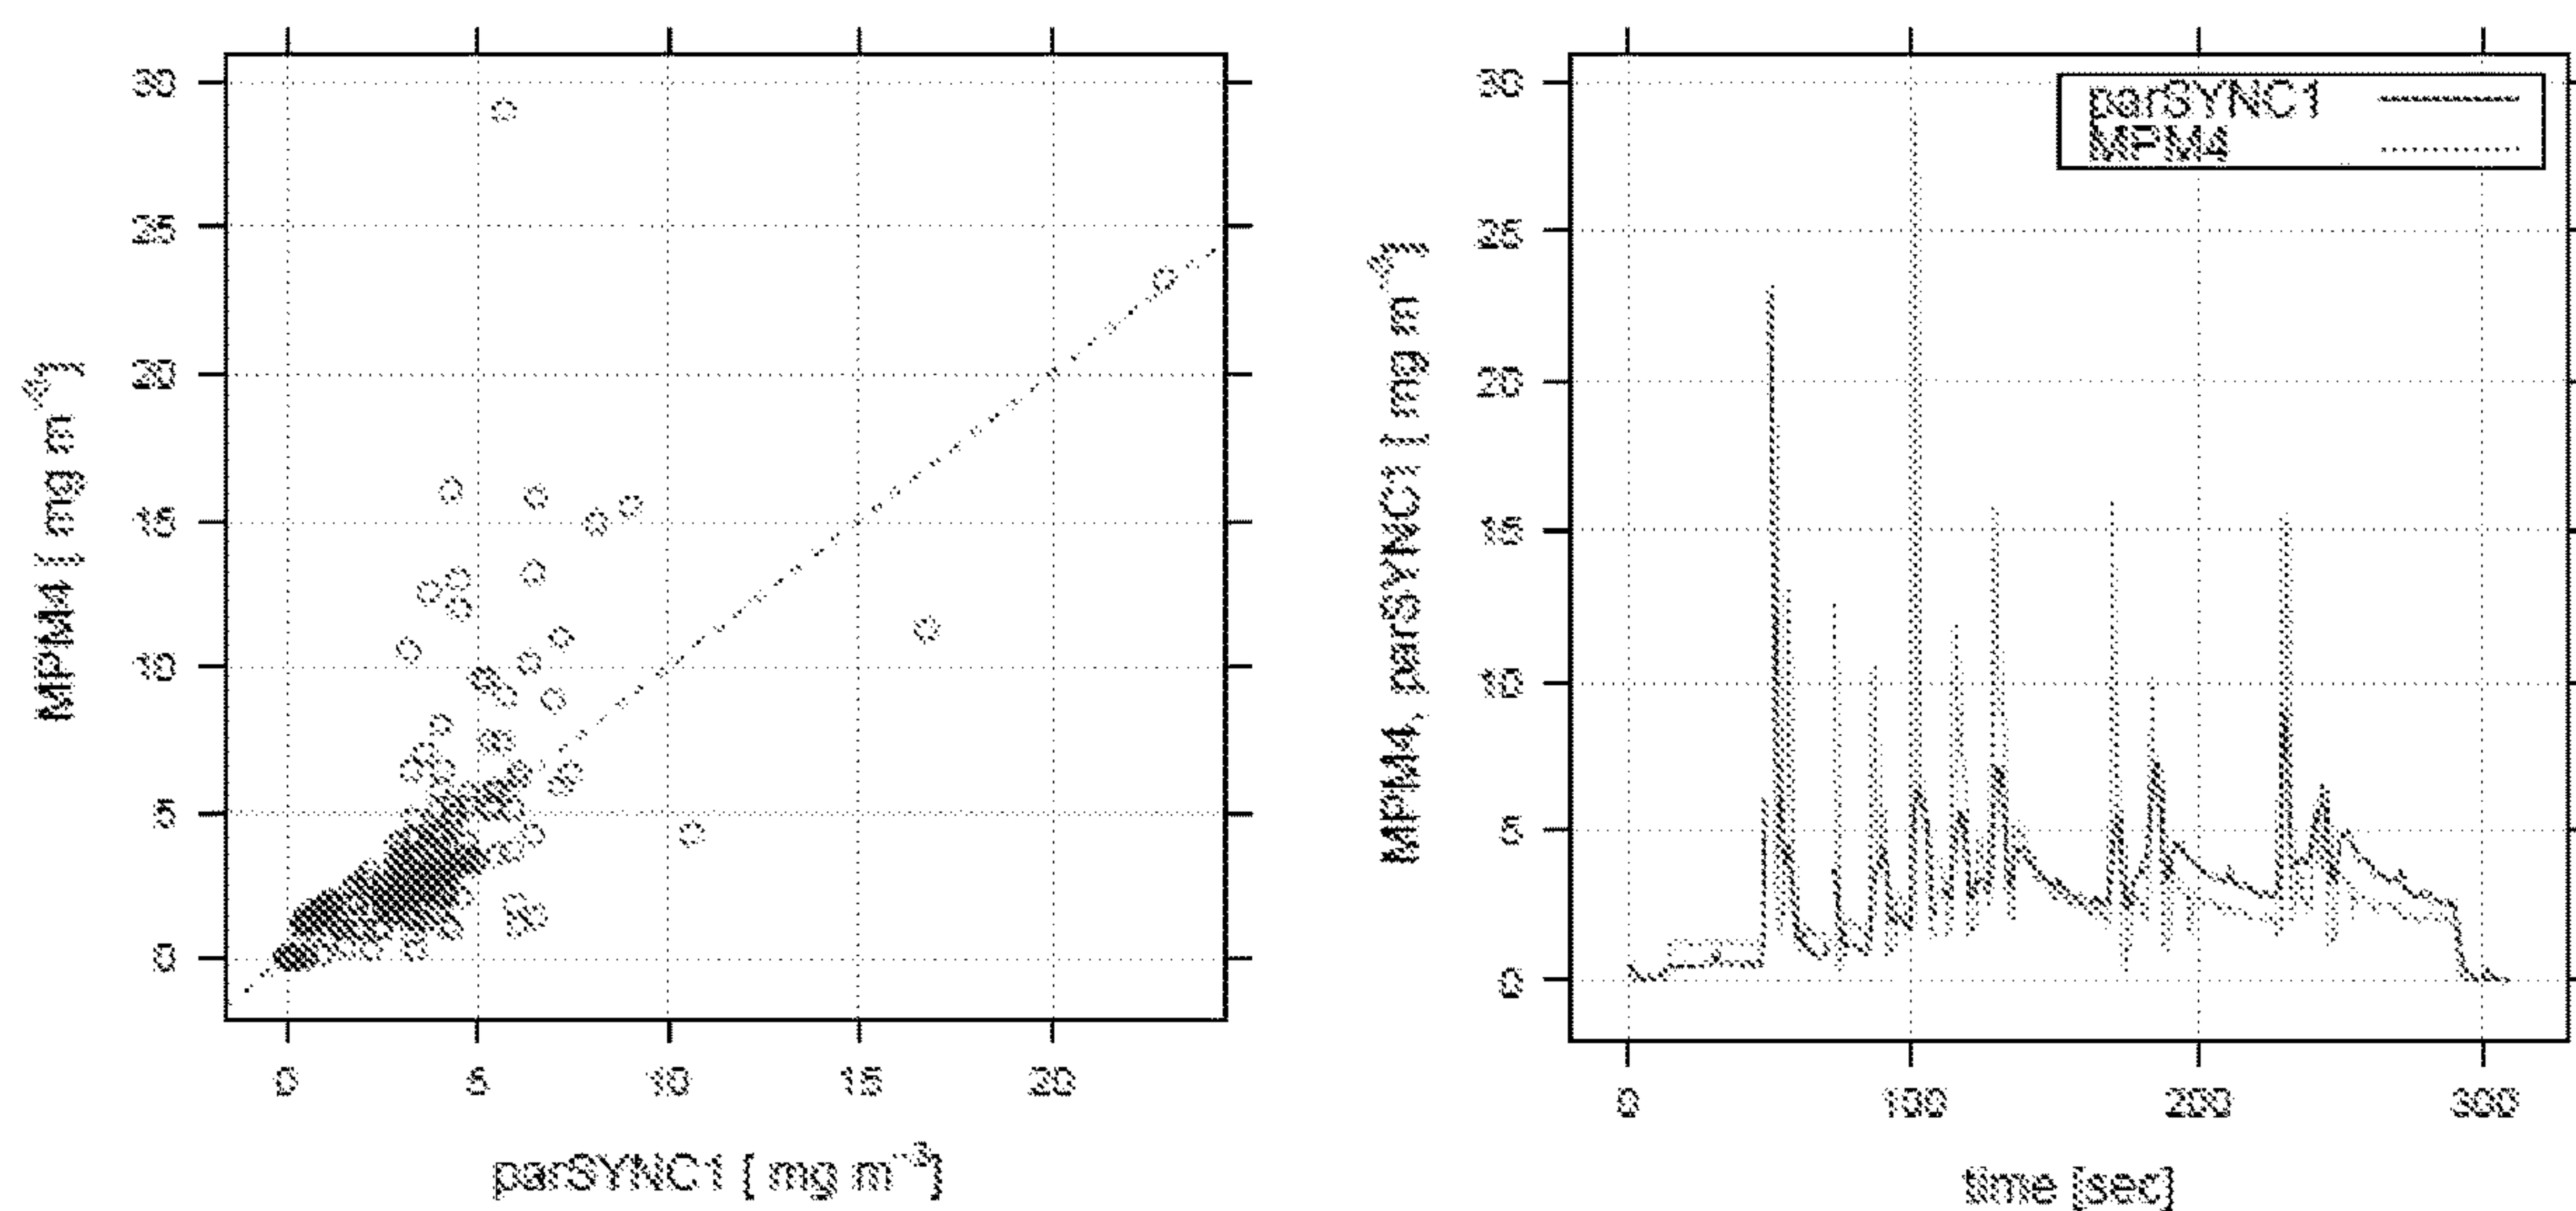 30
25
20
15
10
5
0
MPM4 [ mg m⁻³]
0 5 10 15 20
parSYNC1 [ mg m⁻³]
parSYNC1
MPM4
30
25
20
15
10
5
0
MPM4, parSYNC1 [ mg m⁻³]
0 100 200 300
time [sec]